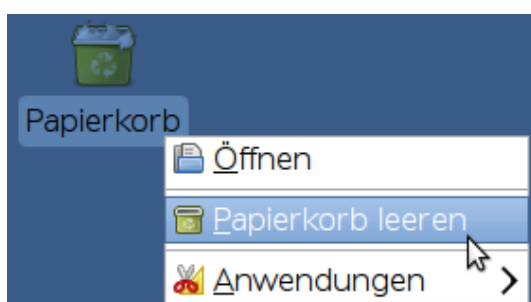 Papierkorb
Öffnen
Papierkorb leeren
Anwendungen